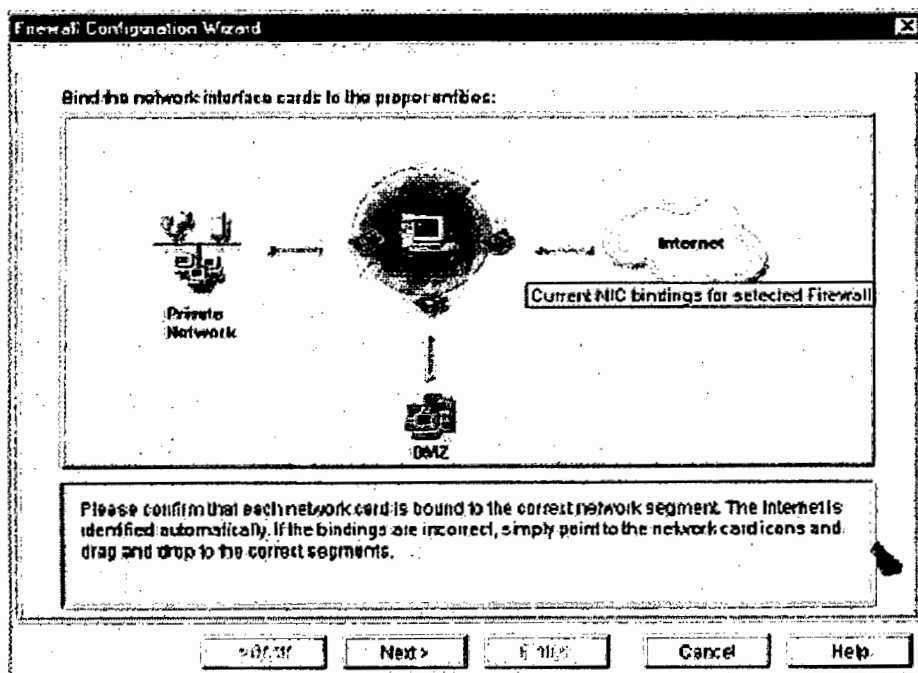 Firewall Configuration Wizard
Bind the network interface cards to the proper entities:
Internet
Current NIC bindings for selected Firewall
Private
Network
DMZ
Please confirm that each network card is bound to the correct network segment. The Internet is
identified automatically. If the bindings are incorrect, simply point to the network card icons and
drag and drop to the correct segments.
Next >
Cancel
Help